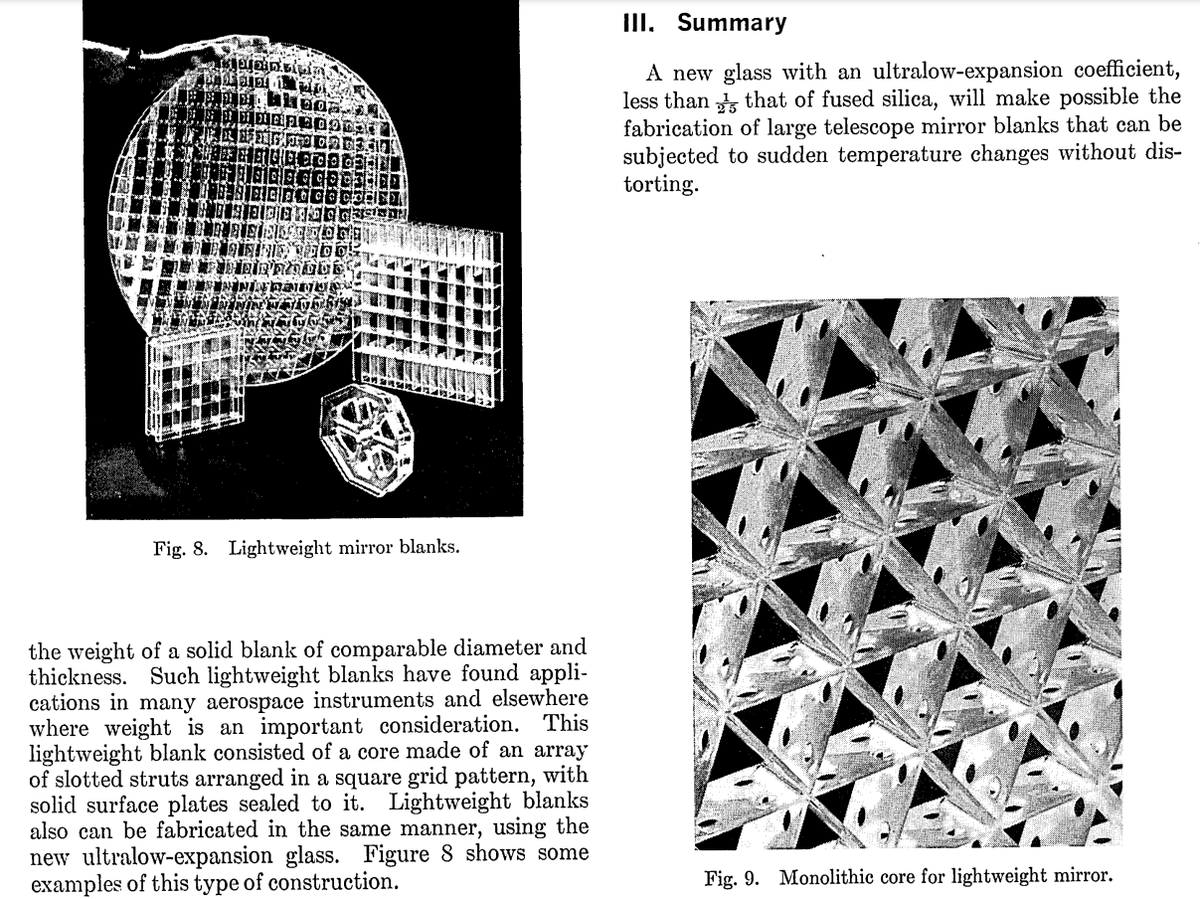 Fig. 8. Lightweight mirror blanks.
the weight of a solid blank of comparable diameter and
thickness. Such lightweight blanks have found appli-
cations in many aerospace instruments and elsewhere
where weight is an important consideration. This
lightweight blank consisted of a core made of an array
of slotted struts arranged in a square grid pattern, with
solid surface plates sealed to it. Lightweight blanks
also can be fabricated in the same manner, using the
new ultralow-expansion glass. Figure 8 shows some
examples of this type of construction.
III. Summary
A new glass with an ultralow-expansion coefficient,
less than 1/25 that of fused silica, will make possible the
fabrication of large telescope mirror blanks that can be
subjected to sudden temperature changes without dis-
torting.
Fig. 9. Monolithic core for lightweight mirror.